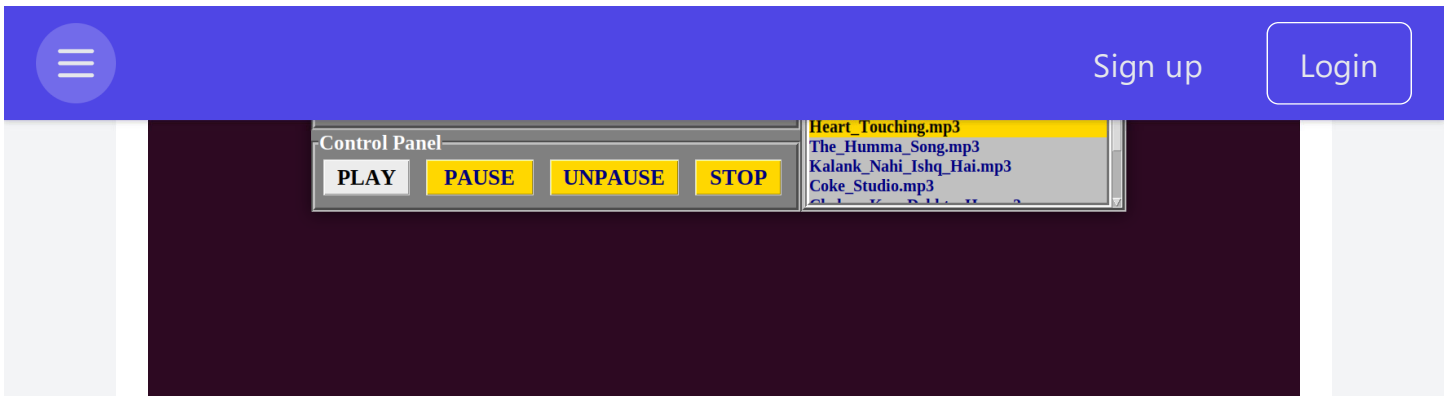 Sign up
Login
Control Panel
PLAY PAUSE UNPAUSE STOP
Heart_Touching.mp3
The_Humma_Song.mp3
Kalank_Nahi_Ishq_Hai.mp3
Coke_Studio.mp3